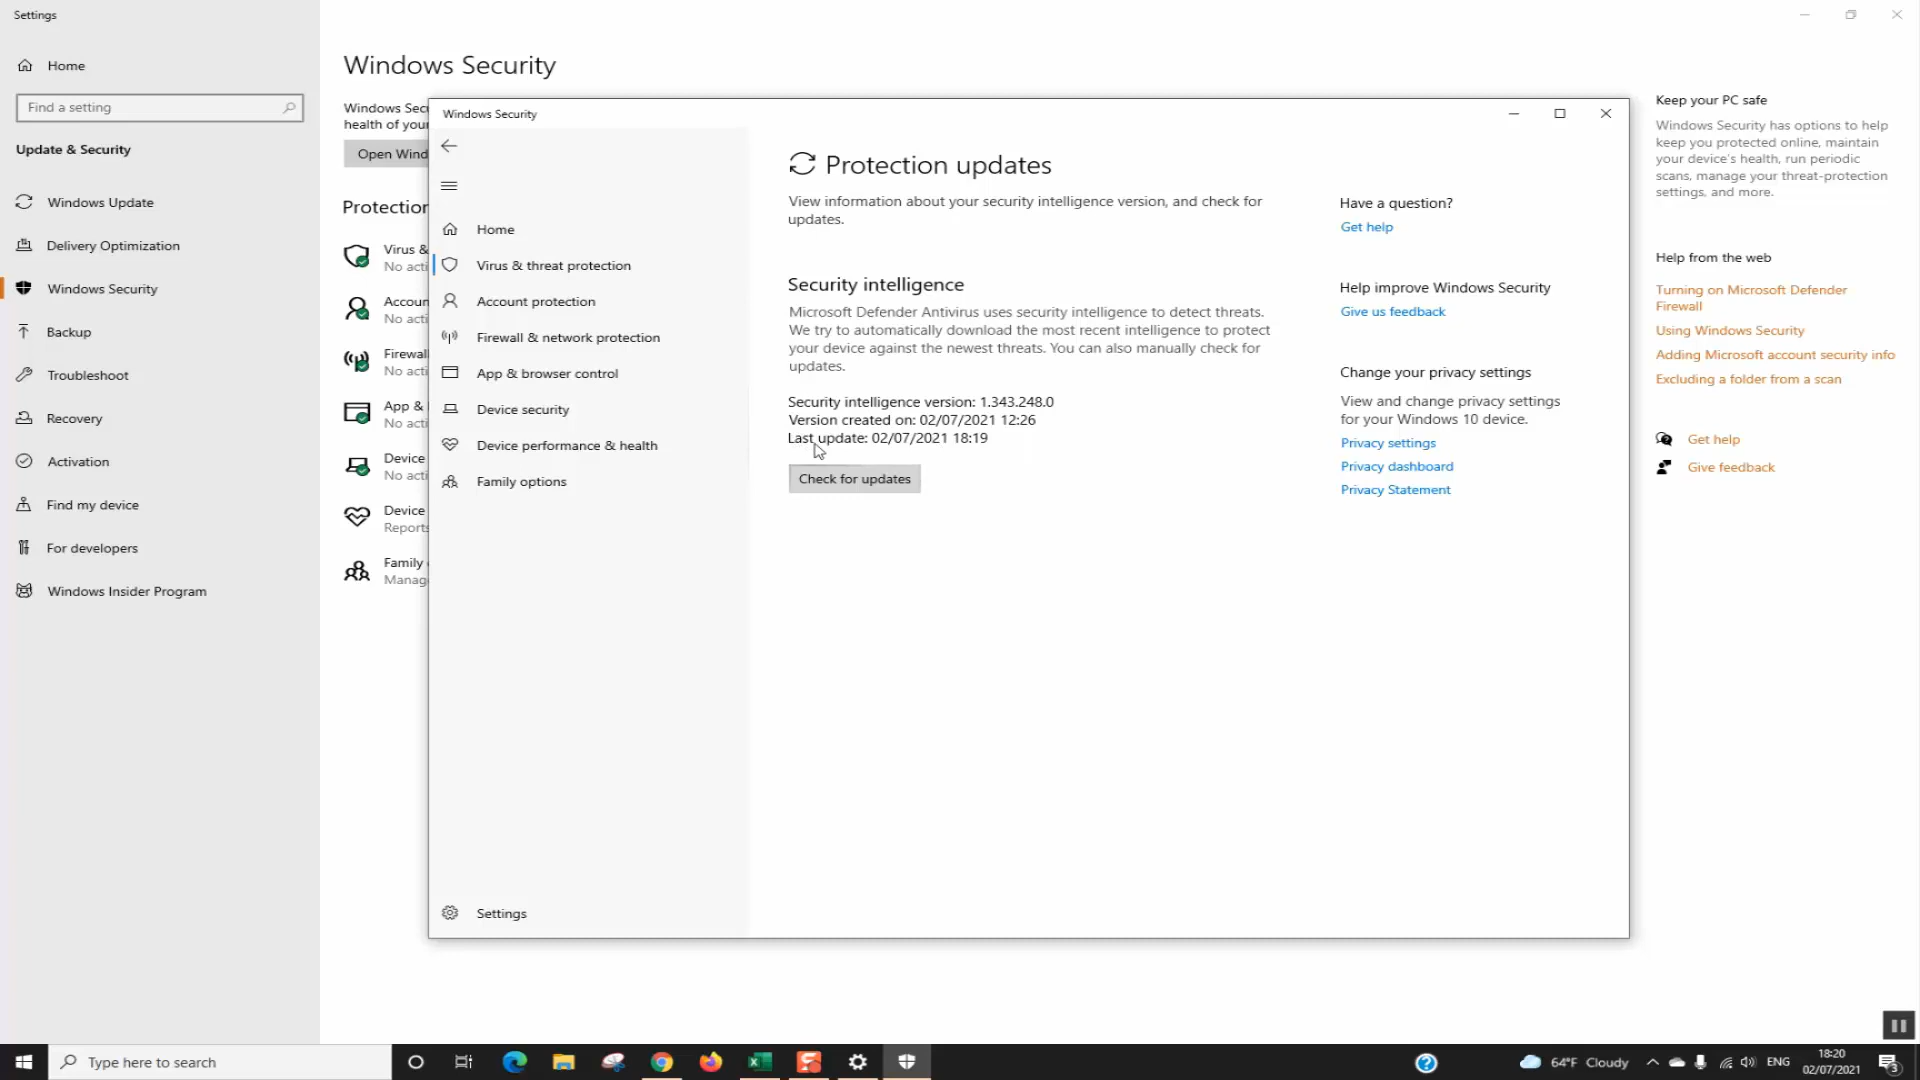 Settings
Home
Find a setting
Update & Security
Windows Update
Delivery Optimization
Windows Security
Backup
Troubleshoot
Recovery
Activation
Find my device
For developers
Windows Insider Program
Windows Security
Windows Sec
health of your
Open Wind
Protection
Virus &
No acti
Accoun
No acti
Firewall
No acti
App &
No acti
Device
No acti
Device
Reports
Family
Manag
Windows Security
Home
Virus & threat protection
Account protection
Firewall & network protection
App & browser control
Device security
Device performance & health
Family options
Settings
Protection updates
View information about your security intelligence version, and check for
updates.
Security intelligence
Microsoft Defender Antivirus uses security intelligence to detect threats.
We try to automatically download the most recent intelligence to protect
your device against the newest threats. You can also manually check for
updates.
Security intelligence version: 1.343.248.0
Version created on: 02/07/2021 12:26
Last update: 02/07/2021 18:19
Check for updates
Have a question?
Get help
Help improve Windows Security
Give us feedback
Change your privacy settings
View and change privacy settings
for your Windows 10 device.
Privacy settings
Privacy dashboard
Privacy Statement
Keep your PC safe
Windows Security has options to help
keep you protected online, maintain
your device's health, run periodic
scans, manage your threat-protection
settings, and more.
Help from the web
Turning on Microsoft Defender
Firewall
Using Windows Security
Adding Microsoft account security info
Excluding a folder from a scan
Get help
Give feedback
Type here to search
64°F Cloudy
ENG
18:20
02/07/2021
3